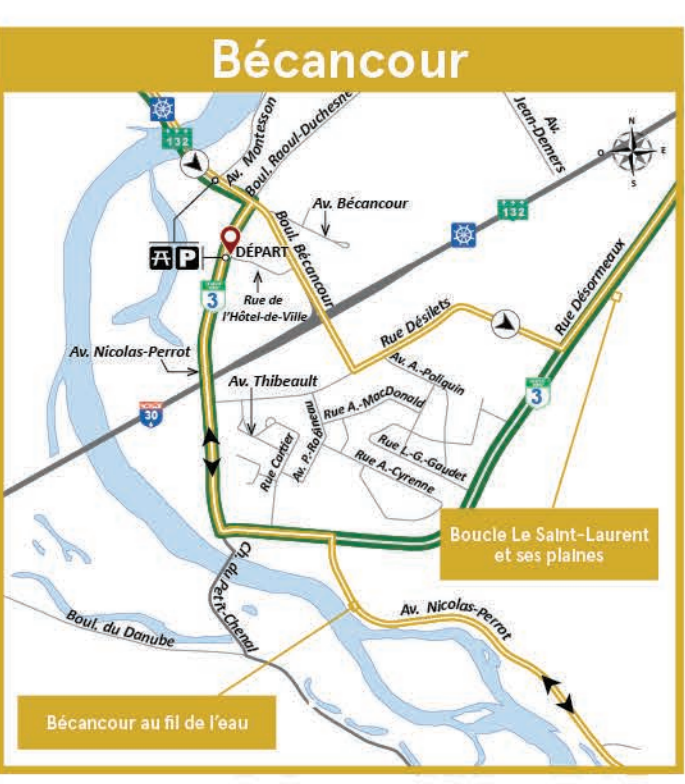 Bécancour
132
Av. Montesson
Boul. Raoul-Duchesne
Av.
Jean-Demers
N
O
E
S
Av. Bécancour
132
P
DÉPART
Boul. Bécancour
3
Rue de
l'Hôtel-de-Ville
Rue Désilets
Rue Désormeaux
Av. Nicolas-Perrot
Av. Thibeault
Av. A.-Poliquin
3
30
Rue A.-MacDonald
Av. P.-Rogineau
Rue Cartier
Rue L.-G.-Gaudet
Rue A.-Cyrenne
Boucle Le Saint-Laurent
et ses plaines
Ch. du Petit-Chenal
Av. Nicolas-Perrot
Boul. du Danube
Bécancour au fil de l'eau